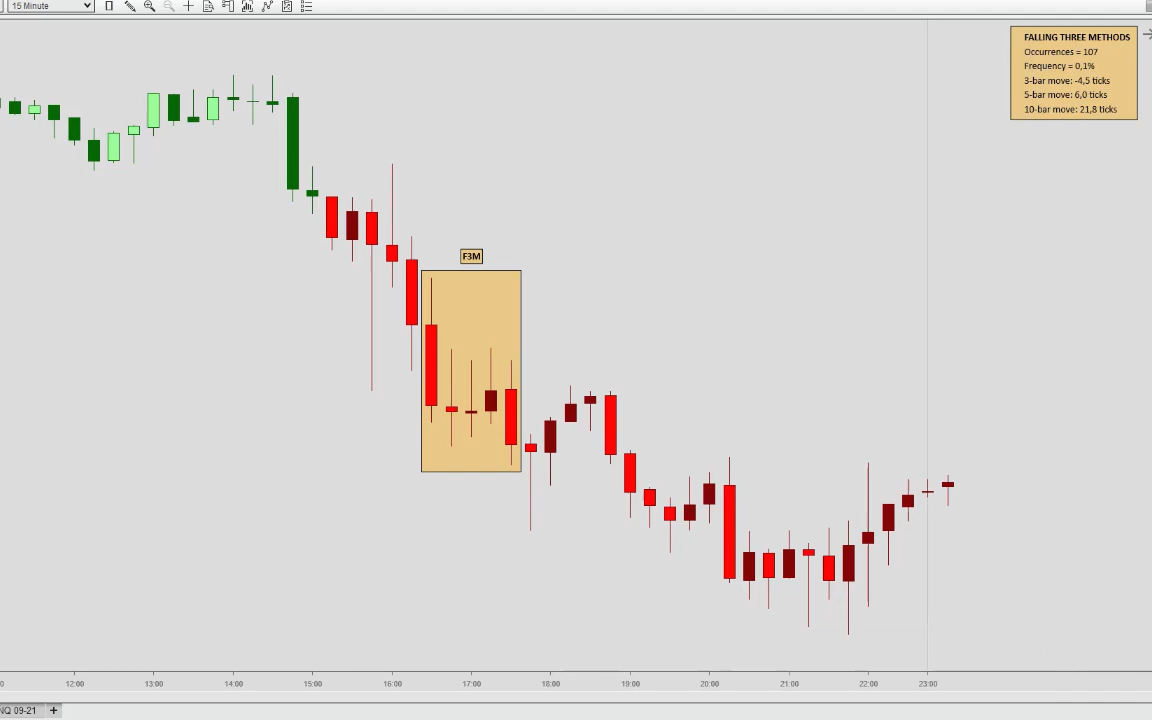 15 Minute
FALLING THREE METHODS
Occurrences = 107
Frequency = 0,1%
3-bar move: -4,5 ticks
5-bar move: 6,0 ticks
10-bar move: 21,8 ticks
F3M
12:00 13:00 14:00 15:00 16:00 17:00 18:00 19:00 20:00 21:00 22:00 23:00
NQ 09-21 +